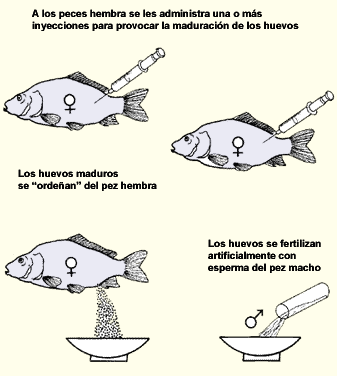 A los peces hembra se les administra una o más
inyecciones para provocar la maduración de los huevos
Los huevos maduros
se “ordeñan” del pez hembra
Los huevos se fertilizan
artificialmente con
esperma del pez macho